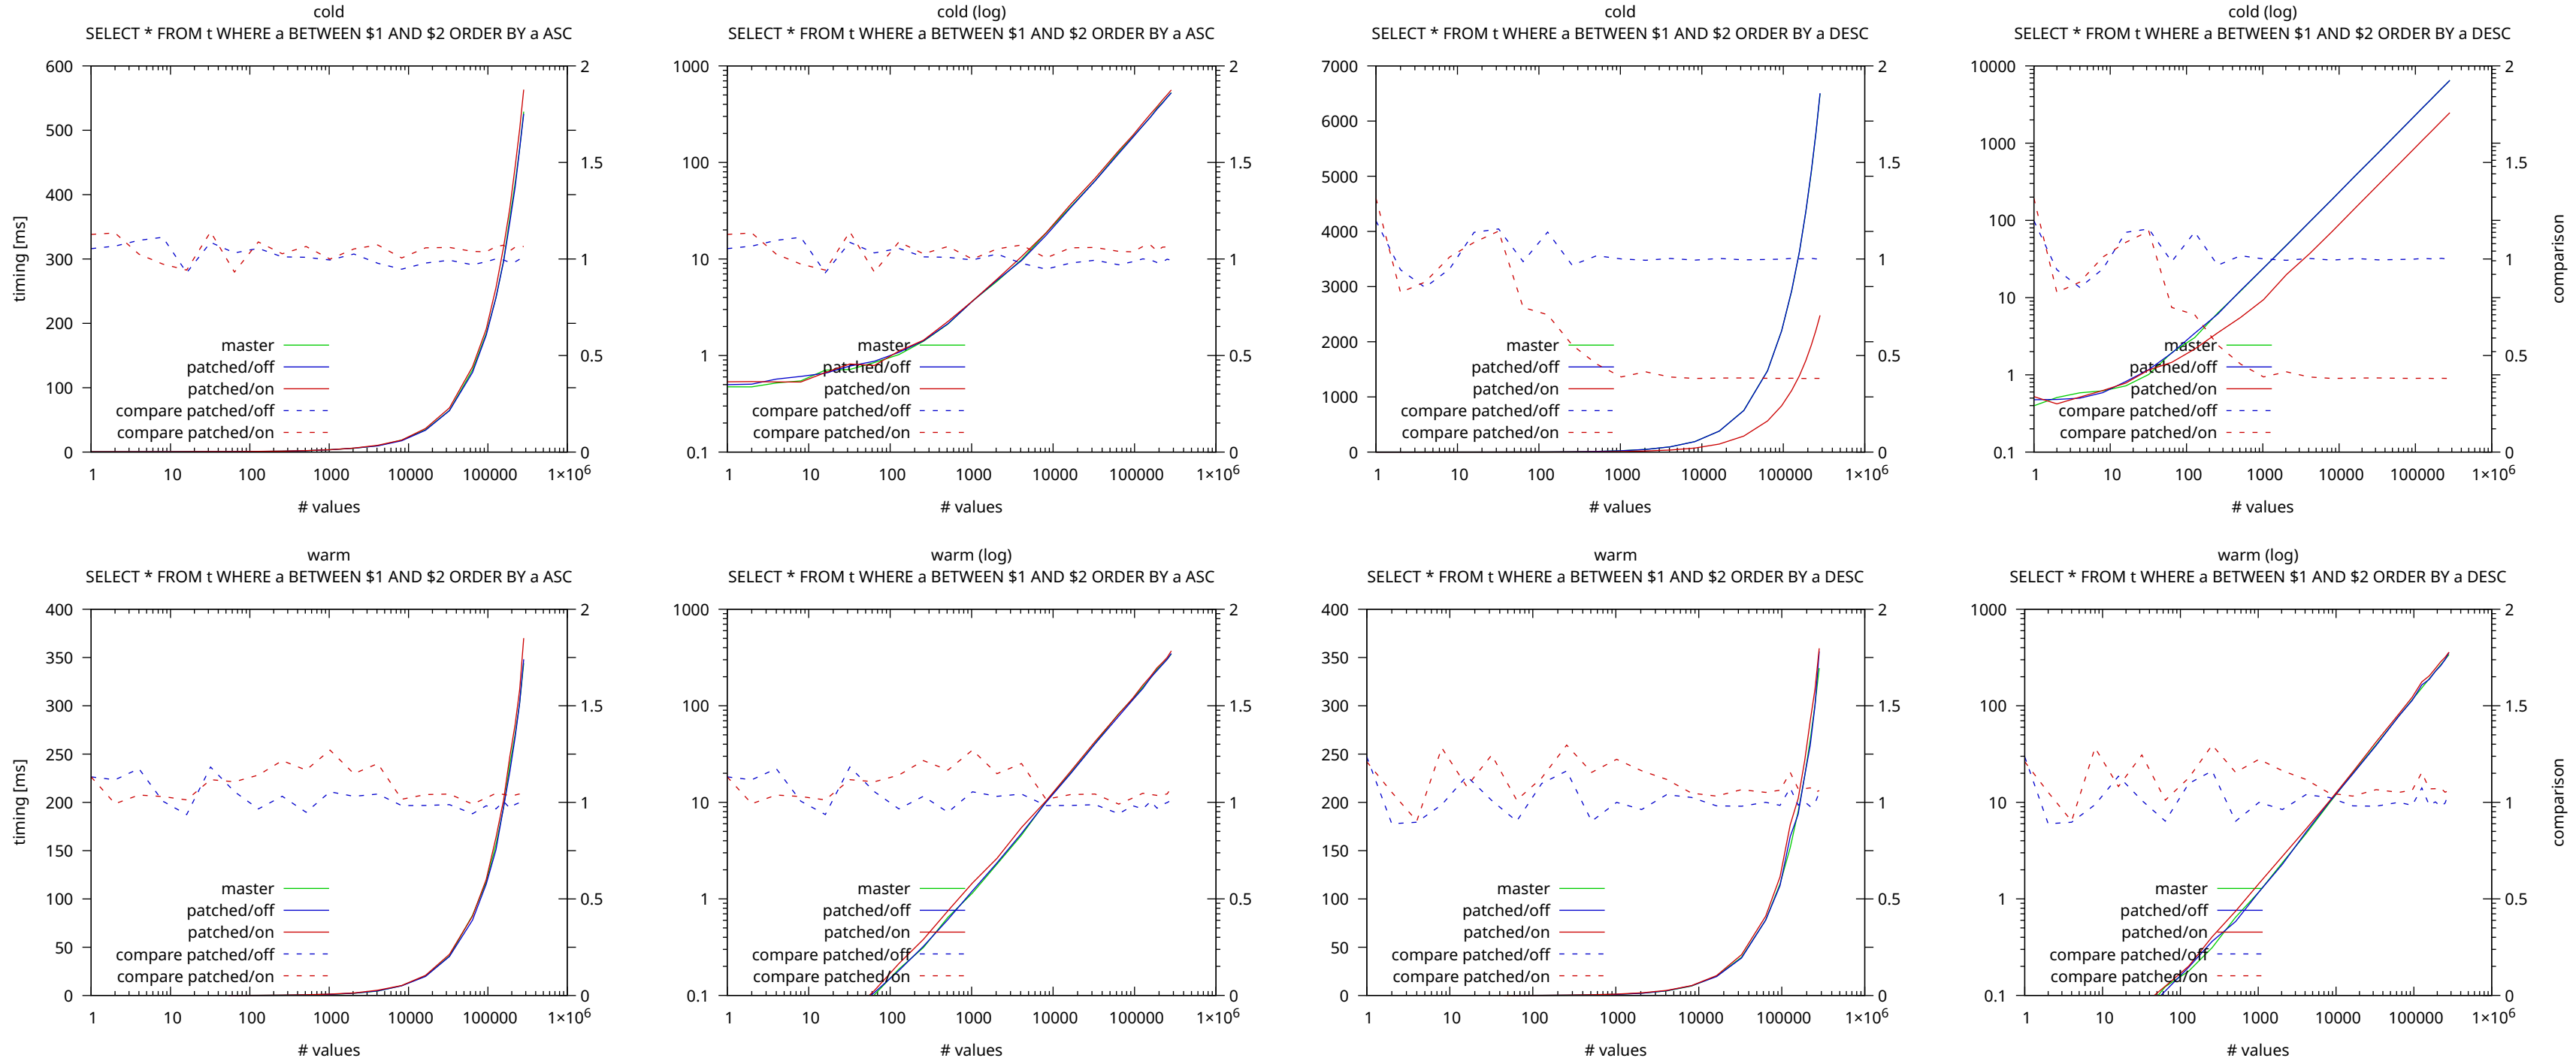 cold
SELECT * FROM t WHERE a BETWEEN $1 AND $2 ORDER BY a ASC
600
500
400
300
200
100
0
2
1.5
1
0.5
0
timing [ms]
master
patched/off
patched/on
compare patched/off
compare patched/on
1 10 100 1000 10000 100000 1×10⁶
# values
cold (log)
SELECT * FROM t WHERE a BETWEEN $1 AND $2 ORDER BY a ASC
1000
100
10
1
0.1
2
1.5
1
0.5
0
master
patched/off
patched/on
compare patched/off
compare patched/on
1 10 100 1000 10000 100000 1×10⁶
# values
cold
SELECT * FROM t WHERE a BETWEEN $1 AND $2 ORDER BY a DESC
7000
6000
5000
4000
3000
2000
1000
0
2
1.5
1
0.5
0
master
patched/off
patched/on
compare patched/off
compare patched/on
1 10 100 1000 10000 100000 1×10⁶
# values
cold (log)
SELECT * FROM t WHERE a BETWEEN $1 AND $2 ORDER BY a DESC
10000
1000
100
10
1
0.1
2
1.5
1
0.5
0
comparison
master
patched/off
patched/on
compare patched/off
compare patched/on
1 10 100 1000 10000 100000 1×10⁶
# values
warm
SELECT * FROM t WHERE a BETWEEN $1 AND $2 ORDER BY a ASC
400
350
300
250
200
150
100
50
0
2
1.5
1
0.5
0
timing [ms]
master
patched/off
patched/on
compare patched/off
compare patched/on
1 10 100 1000 10000 100000 1×10⁶
# values
warm (log)
SELECT * FROM t WHERE a BETWEEN $1 AND $2 ORDER BY a ASC
1000
100
10
1
0.1
2
1.5
1
0.5
0
master
patched/off
patched/on
compare patched/off
compare patched/on
1 10 100 1000 10000 100000 1×10⁶
# values
warm
SELECT * FROM t WHERE a BETWEEN $1 AND $2 ORDER BY a DESC
400
350
300
250
200
150
100
50
0
2
1.5
1
0.5
0
master
patched/off
patched/on
compare patched/off
compare patched/on
1 10 100 1000 10000 100000 1×10⁶
# values
warm (log)
SELECT * FROM t WHERE a BETWEEN $1 AND $2 ORDER BY a DESC
1000
100
10
1
0.1
2
1.5
1
0.5
0
comparison
master
patched/off
patched/on
compare patched/off
compare patched/on
1 10 100 1000 10000 100000 1×10⁶
# values